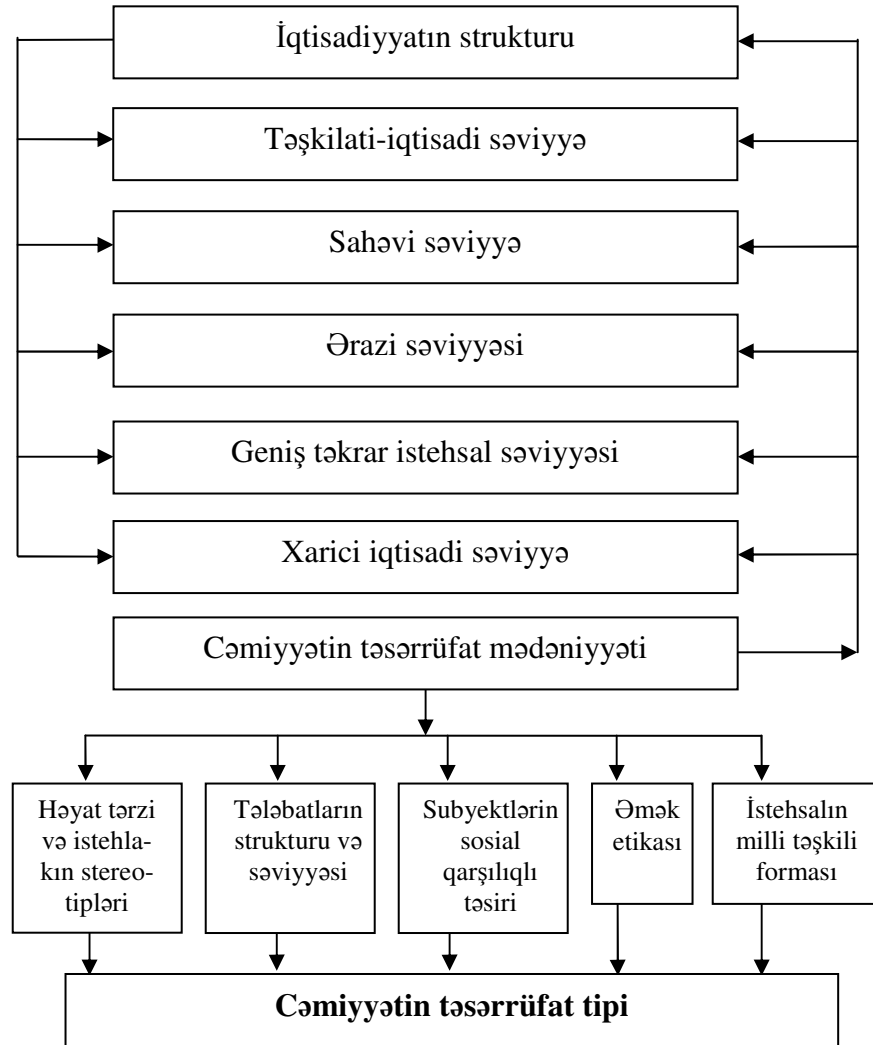 İqtisadiyyatın strukturu
Təşkilati-iqtisadi səviyyə
Sahəvi səviyyə
Ərazi səviyyəsi
Geniş təkrar istehsal səviyyəsi
Xarici iqtisadi səviyyə
Cəmiyyətin təsərrüfat mədəniyyəti
Həyat tərzi
və istehla-
kın stereo-
tipləri
Tələbatların
strukturu və
səviyyəsi
Subyektlərin
sosial
qarşılıqlı
təsiri
Əmək
etikası
İstehsalın
milli təşkili
forması
Cəmiyyətin təsərrüfat tipi